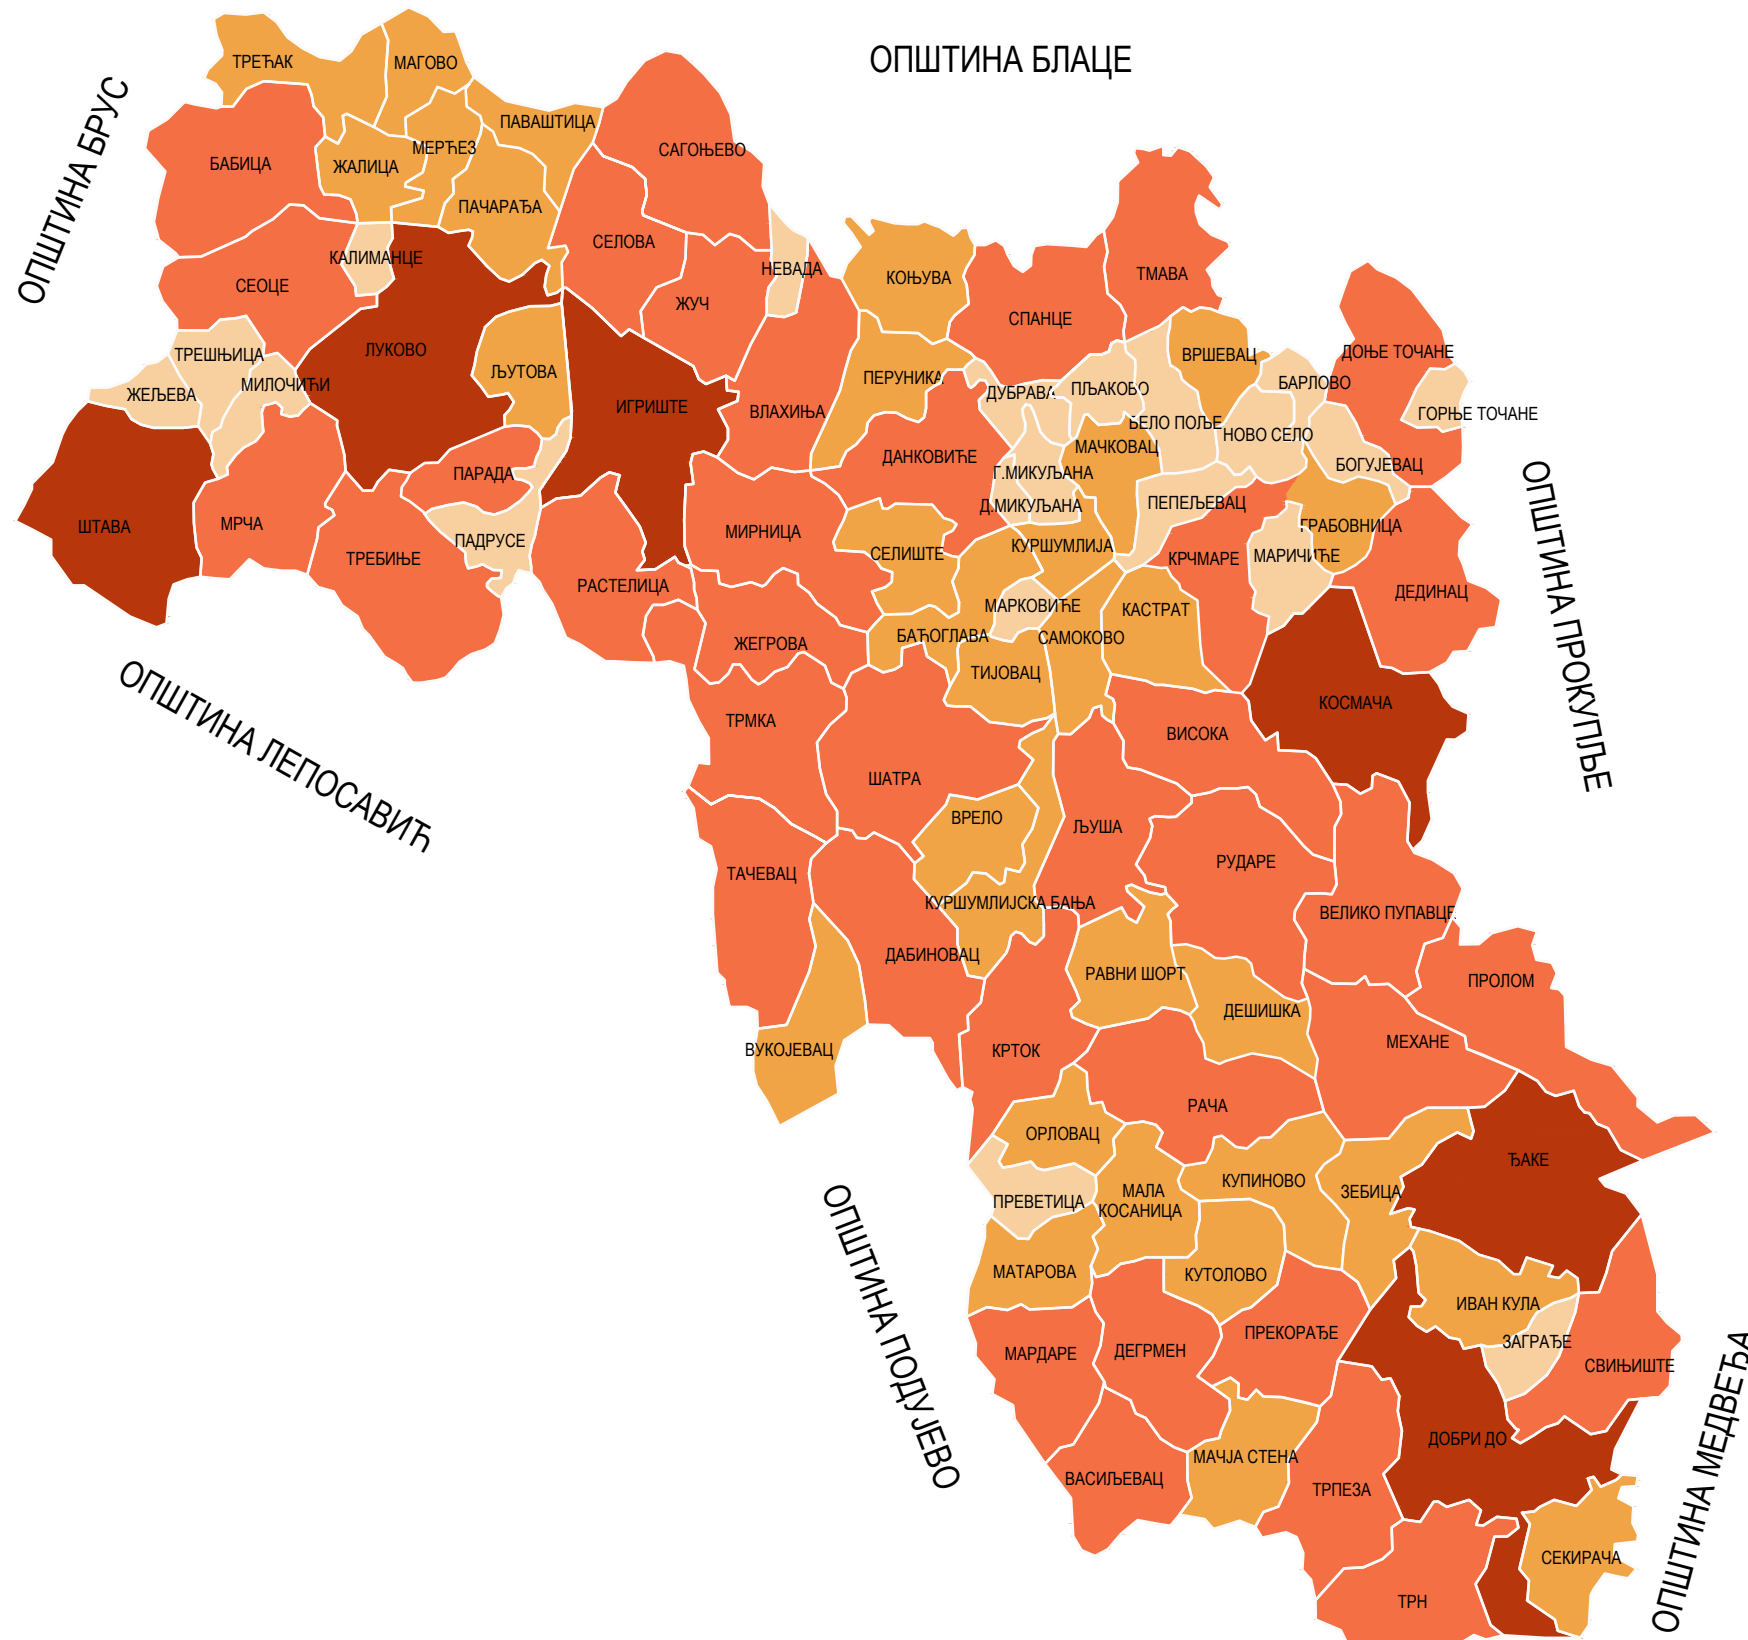 ОПШТИНА БЛАЦЕ
ОПШТИНА БРУС
ТРЕЋАК
МАГОВО
ПАВАШТИЦА
САГОЊЕВО
БАБИЦА
ЖАЛИЦА
МЕРЋЕЗ
ПАЧАРАЂА
СЕЛОВА
КАЛИМАНЦЕ
СЕОЦЕ
НЕВАДА
ЖУЧ
КОЊУВА
СПАНЦЕ
ТМАВА
ТРЕШЊИЦА
ЛУКОВО
ЉУТОВА
МИЛОЧИЋИ
ЖЕЉЕВА
ИГРИШТЕ
ВЛАХИЊА
ПЕРУНИКА
ДУБРАВА
ПЉАКОВО
ВРШЕВАЦ
ДОЊЕ ТОЧАНЕ
БАРЛОВО
ГОРЊЕ ТОЧАНЕ
БЕЛО ПОЉЕ
НОВО СЕЛО
МАЧКОВАЦ
БОГУЈЕВАЦ
ДАНКОВИЋЕ
Г.МИКУЉАНА
Д.МИКУЉАНА
ПЕПЕЉЕВАЦ
ПАРАДА
ШТАВА
МРЧА
ТРЕБИЊЕ
ПАДРУСЕ
РАСТЕЛИЦА
МИРНИЦА
СЕЛИШТЕ
КУРШУМЛИЈА
КРЧМАРЕ
МАРИЧИЋЕ
ГРАБОВНИЦА
ДЕДИНАЦ
ОПШТИНА ПРОКУПЉЕ
МАРКОВИЋЕ
КАСТРАТ
ЖЕГРОВА
БАЋОГЛАВА
САМОКОВО
ТИЈОВАЦ
ОПШТИНА ЛЕПОСАВИЋ
КОСМАЧА
ТРМКА
ВИСОКА
ШАТРА
ВРЕЛО
ЉУША
РУДАРЕ
ТАЧЕВАЦ
КУРШУМЛИЈСКА БАЊА
ВЕЛИКО ПУПАВЦЕ
ДАБИНОВАЦ
РАВНИ ШОРТ
ПРОЛОМ
ДЕШИШКА
ВУКОЈЕВАЦ
КРТОК
МЕХАНЕ
РАЧА
ОРЛОВАЦ
ЂАКЕ
ПРЕВЕТИЦА
МАЛА
КОСАНИЦА
КУПИНОВО
ЗЕБИЦА
ОПШТИНА ПОДУЈЕВО
МАТАРОВА
КУТОЛОВО
ИВАН КУЛА
ПРЕКОРАЂЕ
ЗАГРАЂЕ
МАРДАРЕ
ДЕГРМЕН
СВИЊИШТЕ
ОПШТИНА МЕДВЕЂА
ДОБРИ ДО
ВАСИЉЕВАЦ
МАЧЈА СТЕНА
ТРПЕЗА
СЕКИРАЧА
ТРН